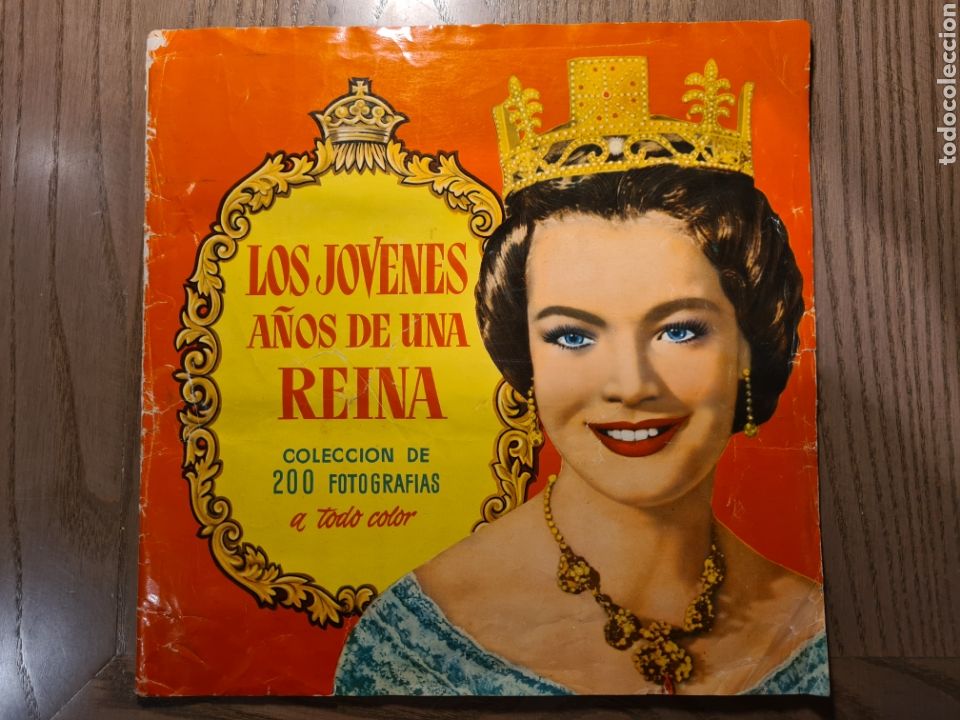 LOS JOVENES
AÑOS DE UNA
REINA
COLECCION DE
200 FOTOGRAFIAS
a todo color
todocoleccion